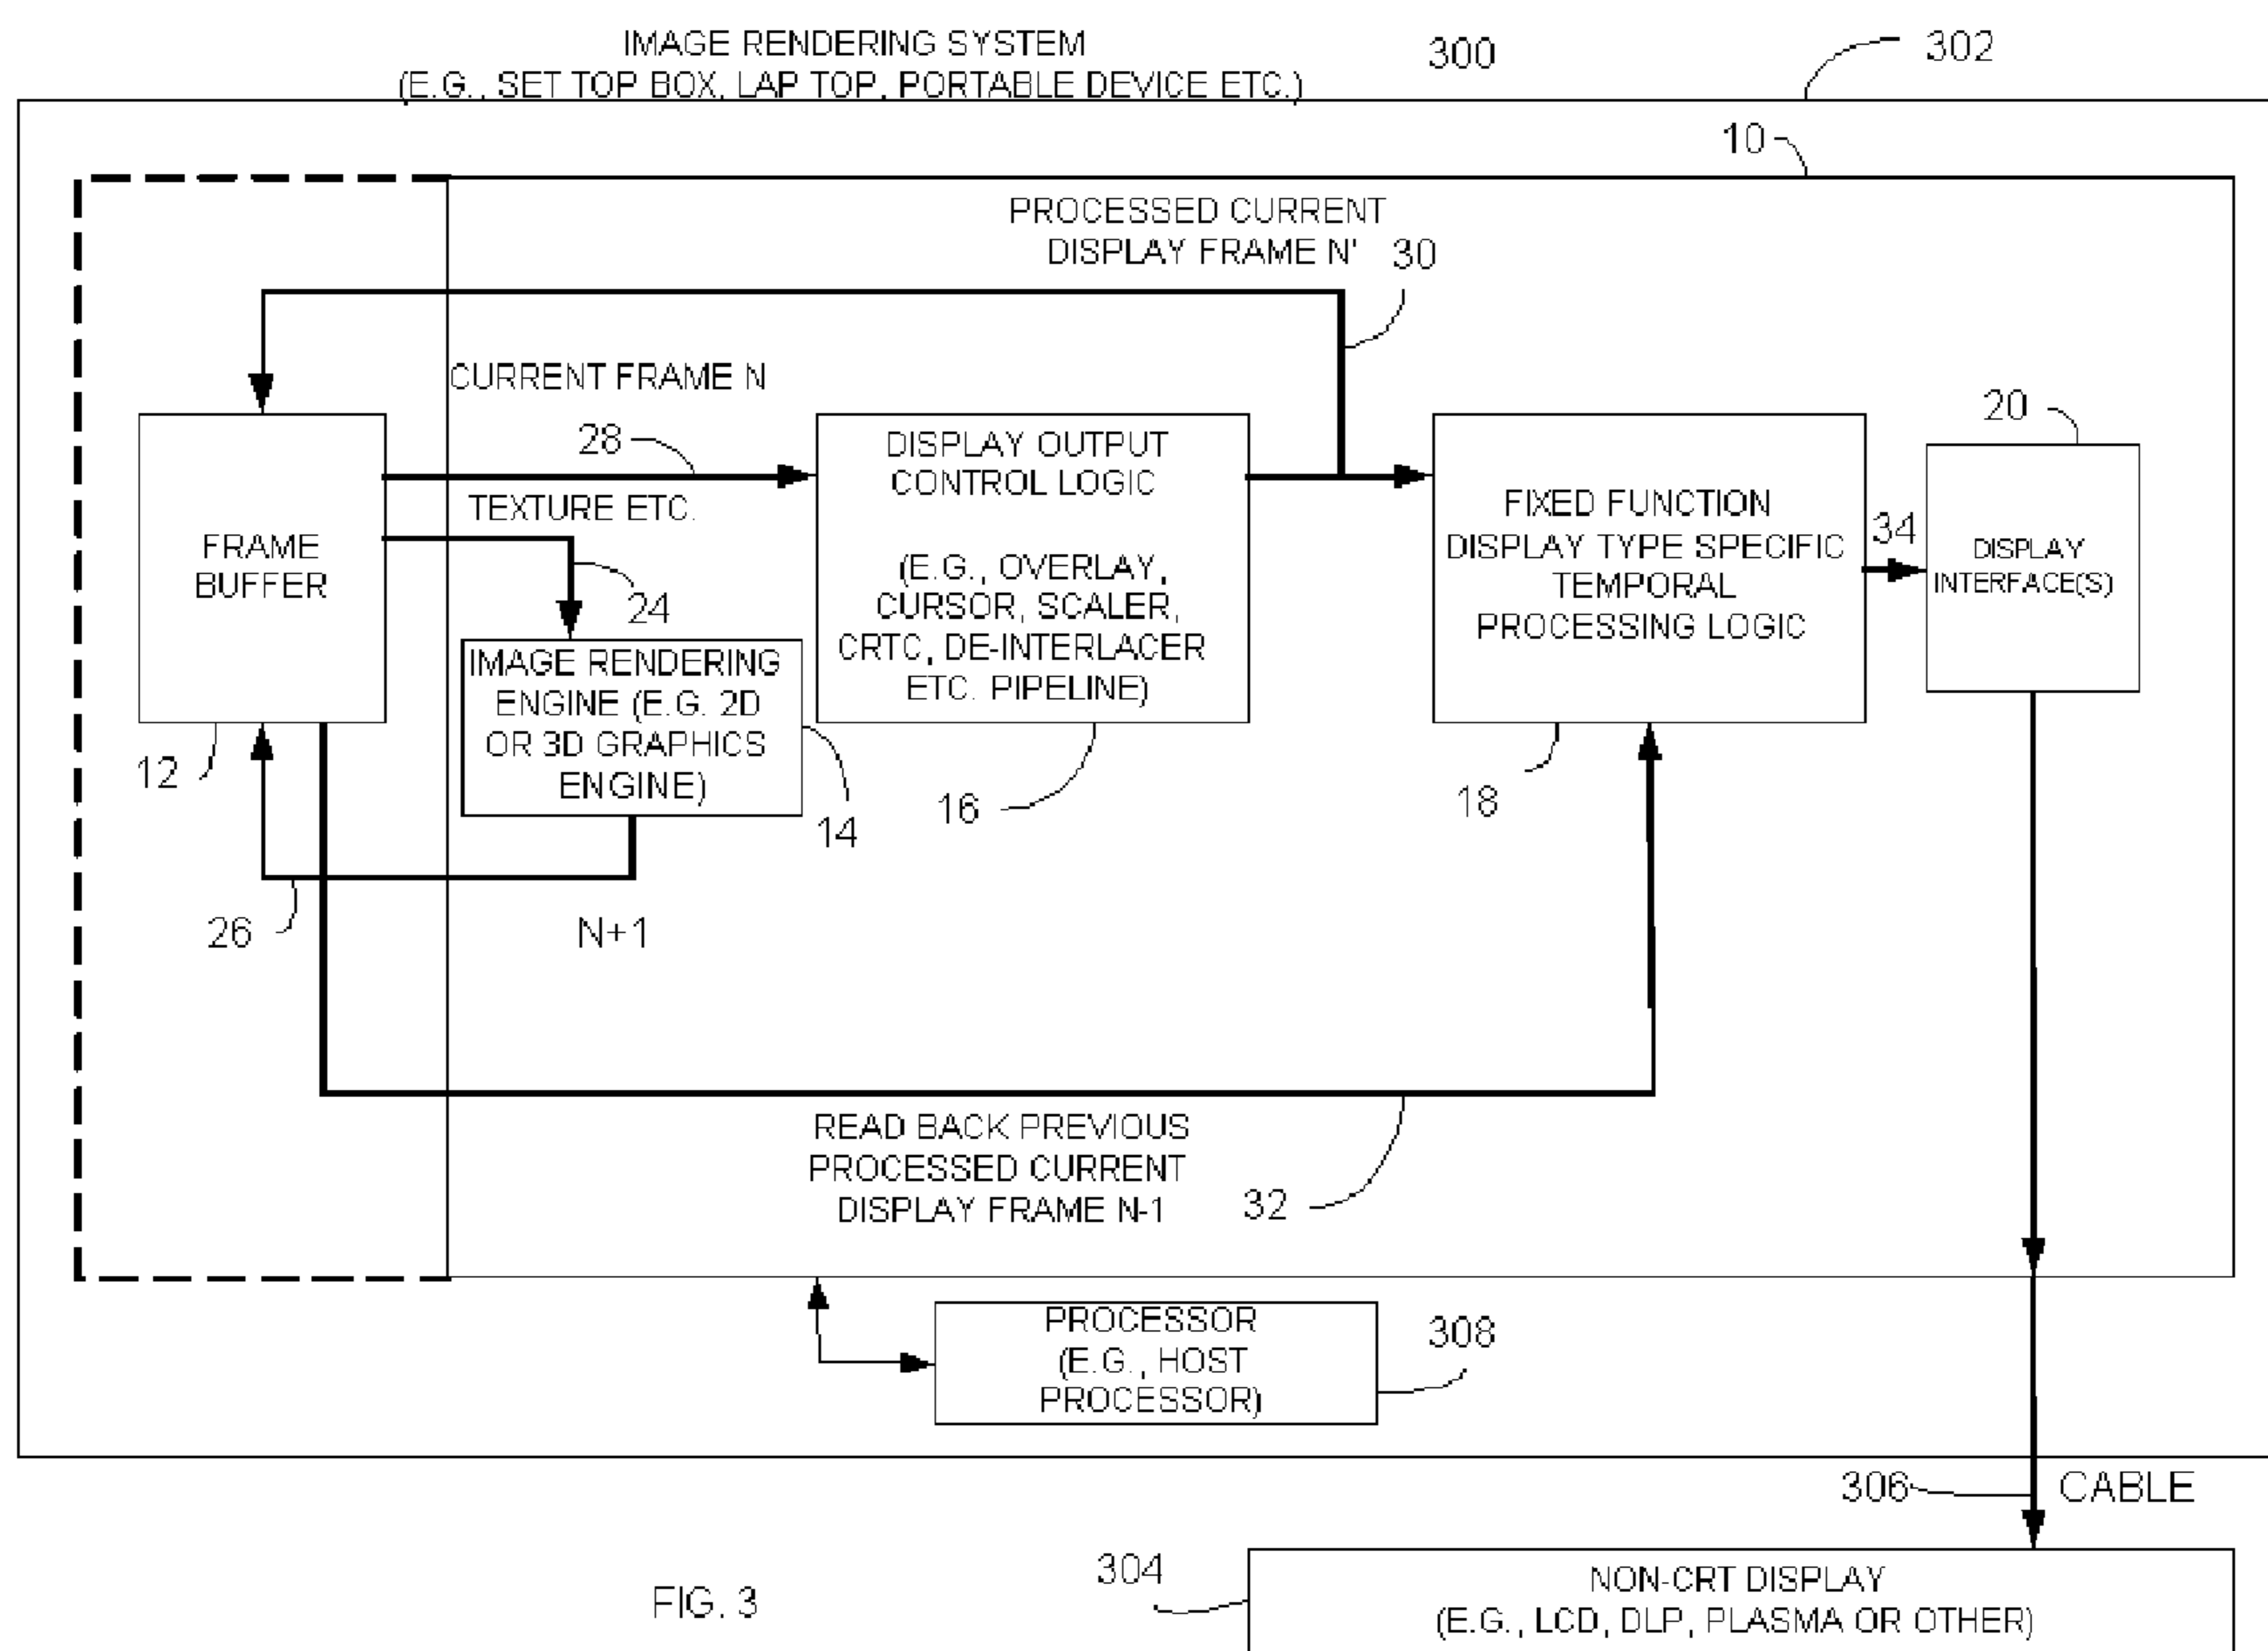 IMAGE RENDERING SYSTEM
(E.G., SET TOP BOX, LAP TOP, PORTABLE DEVICE ETC.)
300
302
10
PROCESSED CURRENT
DISPLAY FRAME N'
30
CURRENT FRAME N
28
TEXTURE ETC.
24
FRAME
BUFFER
12
IMAGE RENDERING
ENGINE (E.G. 2D
OR 3D GRAPHICS
ENGINE)
14
DISPLAY OUTPUT
CONTROL LOGIC
(E.G., OVERLAY,
CURSOR, SCALER,
CRTC, DE-INTERLACER
ETC. PIPELINE)
16
FIXED FUNCTION
DISPLAY TYPE SPECIFIC
TEMPORAL
PROCESSING LOGIC
18
34
20
DISPLAY
INTERFACE(S)
26
N+1
READ BACK PREVIOUS
PROCESSED CURRENT
DISPLAY FRAME N-1
32
PROCESSOR
(E.G., HOST
PROCESSOR)
308
306
CABLE
304
NON-CRT DISPLAY
(E.G., LCD, DLP, PLASMA OR OTHER)
FIG. 3